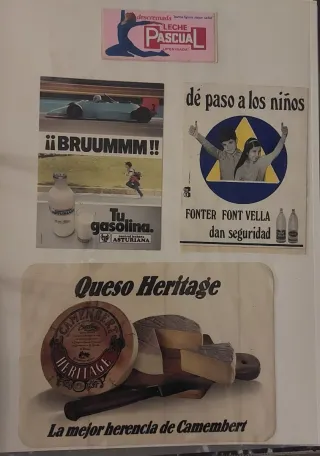 LECHE
PASCUAL
¡¡BRUUMMM!!
Tu
gasolina.
ASTURIANA
dé paso a los niños
FONTER FONT VELLA
dan seguridad
Queso Heritage
CAMEMBERT
HERITAGE
La mejor herencia de Camembert